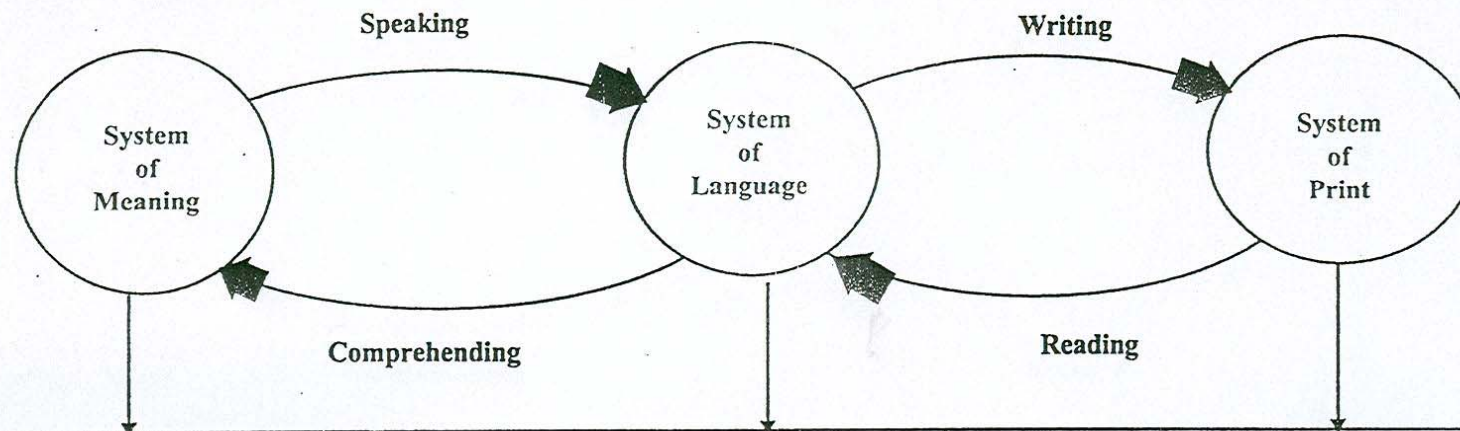 Speaking
Writing
System
of
Meaning
System
of
Language
System
of
Print
Comprehending
Reading